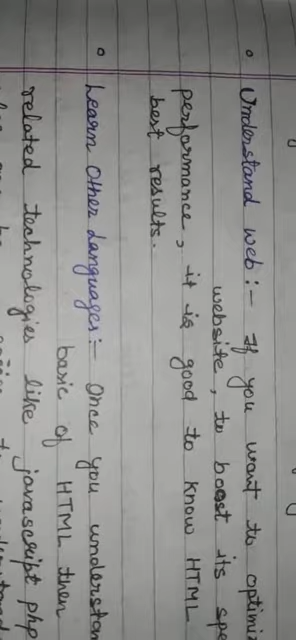 • Understand web :- If you want to optimi
website, to boost its sp
performance, it is good to know HTML
best results.
• Learn Other Languages :- Once you understan
basic of HTML then
related technologies like javascript php